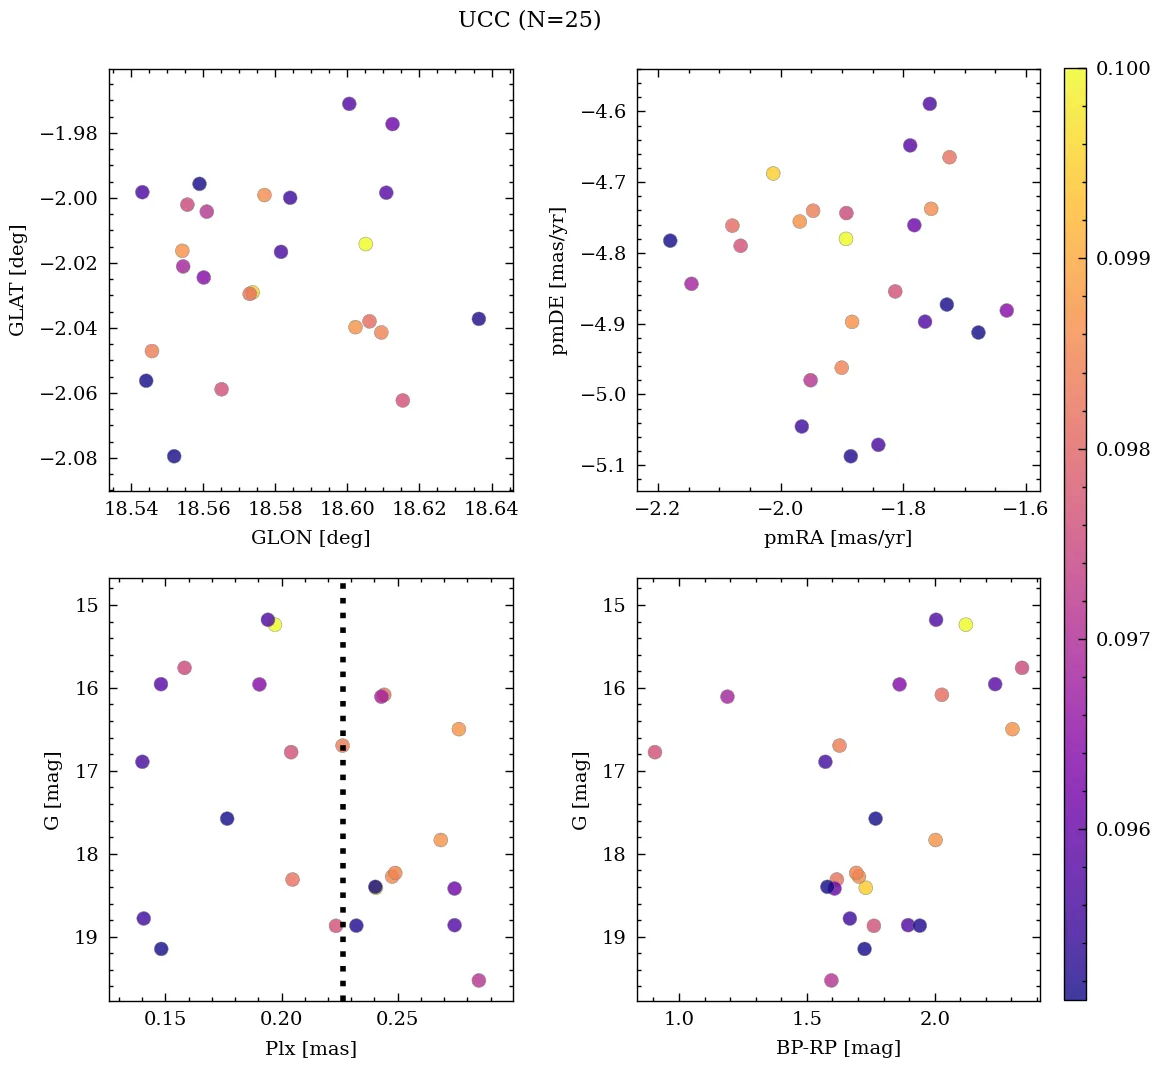 UCC (N=25)
−1.98
−2.00
−2.02
−2.04
−2.06
−2.08
GLAT [deg]
18.54 18.56 18.58 18.60 18.62 18.64
GLON [deg]
−4.6
−4.7
−4.8
−4.9
−5.0
−5.1
pmDE [mas/yr]
−2.2 −2.0 −1.8 −1.6
pmRA [mas/yr]
15
16
17
18
19
G [mag]
0.15 0.20 0.25
Plx [mas]
15
16
17
18
19
G [mag]
1.0 1.5 2.0
BP-RP [mag]
0.100
0.099
0.098
0.097
0.096